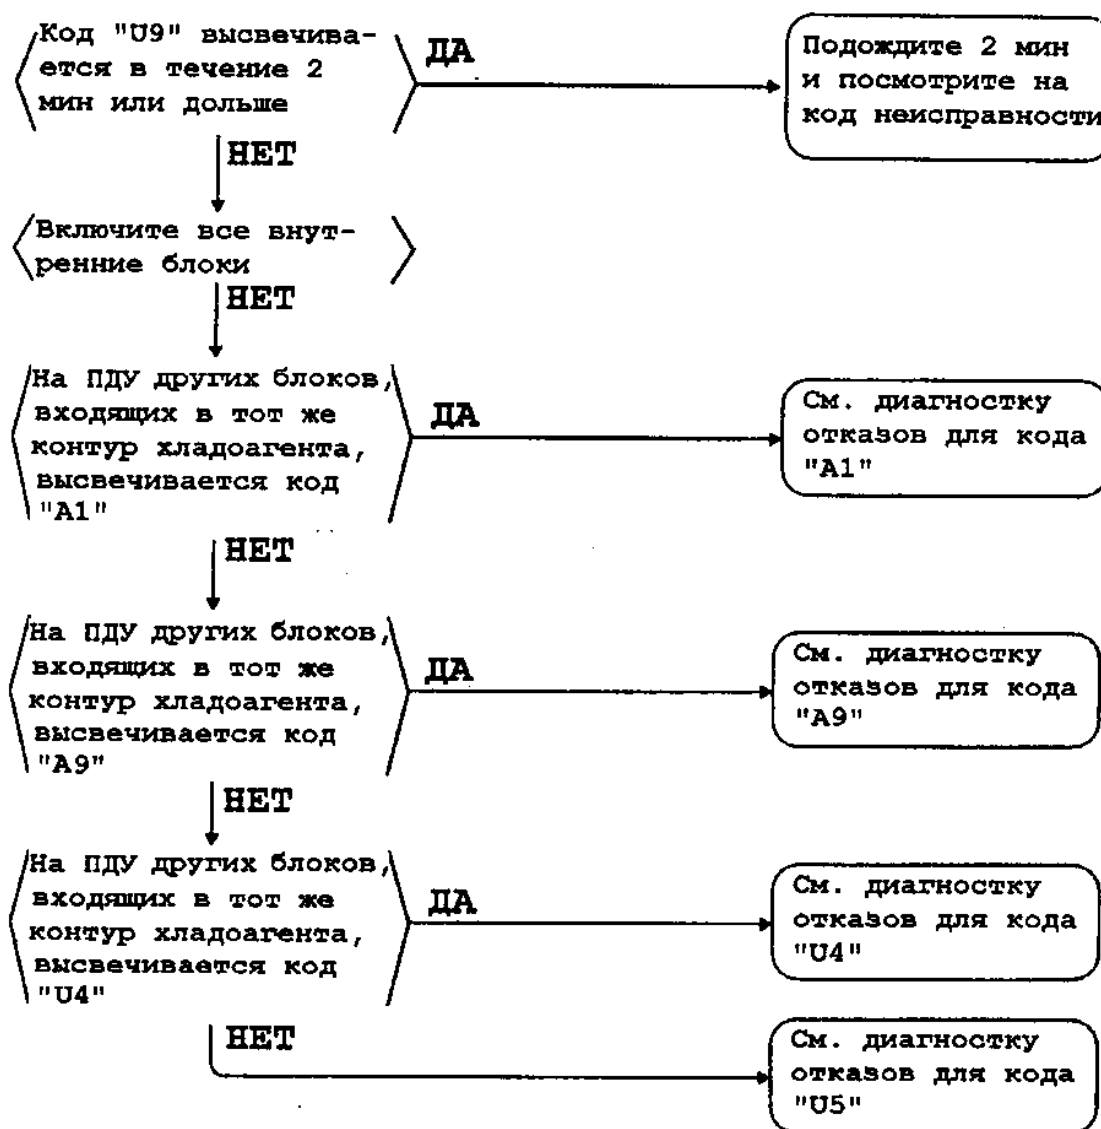 Код "U9" высвечива-
ется в течение 2
мин или дольше
ДА
Подождите 2 мин
и посмотрите на
код неисправности
НЕТ
Включите все внут-
ренние блоки
НЕТ
На ПДУ других блоков,
входящих в тот же
контур хладоагента,
высвечивается код
"A1"
ДА
См. диагностку
отказов для кода
"A1"
НЕТ
На ПДУ других блоков,
входящих в тот же
контур хладоагента,
высвечивается код
"A9"
ДА
См. диагностку
отказов для кода
"A9"
НЕТ
На ПДУ других блоков,
входящих в тот же
контур хладоагента,
высвечивается код
"U4"
ДА
См. диагностку
отказов для кода
"U4"
НЕТ
См. диагностку
отказов для кода
"U5"